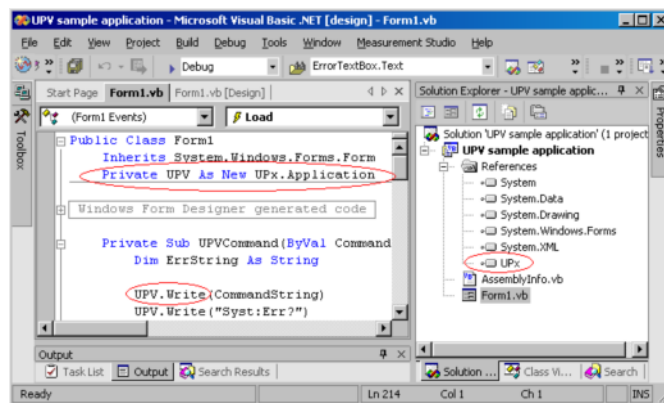 UPV sample application - Microsoft Visual Basic .NET [design] - Form1.vb
File Edit View Project Build Debug Tools Window Measurement Studio Help
Debug ErrorTextBox.Text
Start Page Form1.vb Form1.vb [Design]
(Form1 Events) Load
Public Class Form1
Inherits System.Windows.Forms.Form
Private UPV As New UPx.Application
Windows Form Designer generated code
Private Sub UPVCommand(ByVal Command
Dim ErrString As String
UPV.Write(CommandString)
UPV.Write("Syst:Err?")
Toolbox
Solution Explorer - UPV sample applic...
Solution 'UPV sample application' (1 project
UPV sample application
References
System
System.Data
System.Drawing
System.Windows.Forms
System.XML
UPx
AssemblyInfo.vb
Form1.vb
Properties
Output
Task List Output Search Results
Solution ... Class Vi... Search
Ready Ln 214 Col 1 Ch 1 INS